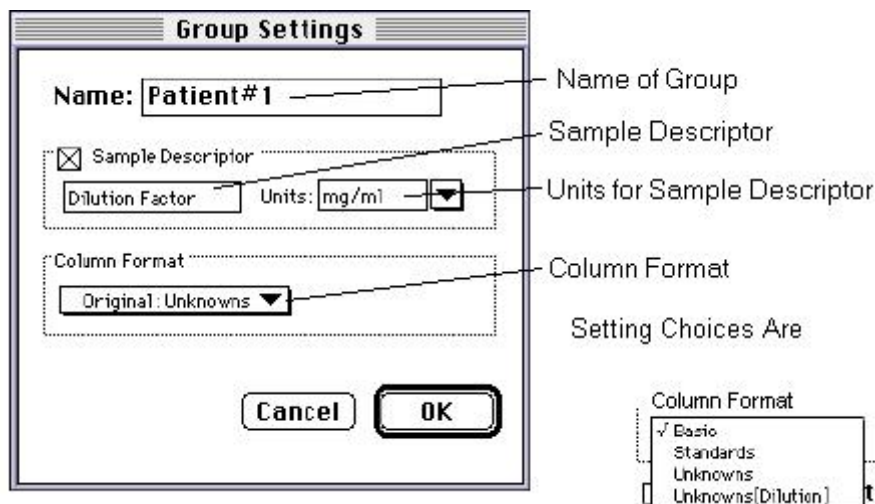 Group Settings
Name: Patient#1
Name of Group
Sample Descriptor
Sample Descriptor
Dilution Factor Units: mg/ml
Units for Sample Descriptor
Column Format
Original:Unknowns
Column Format
Setting Choices Are
Cancel OK
Column Format
√ Basic
Standards
Unknowns
Unknowns[Dilution]